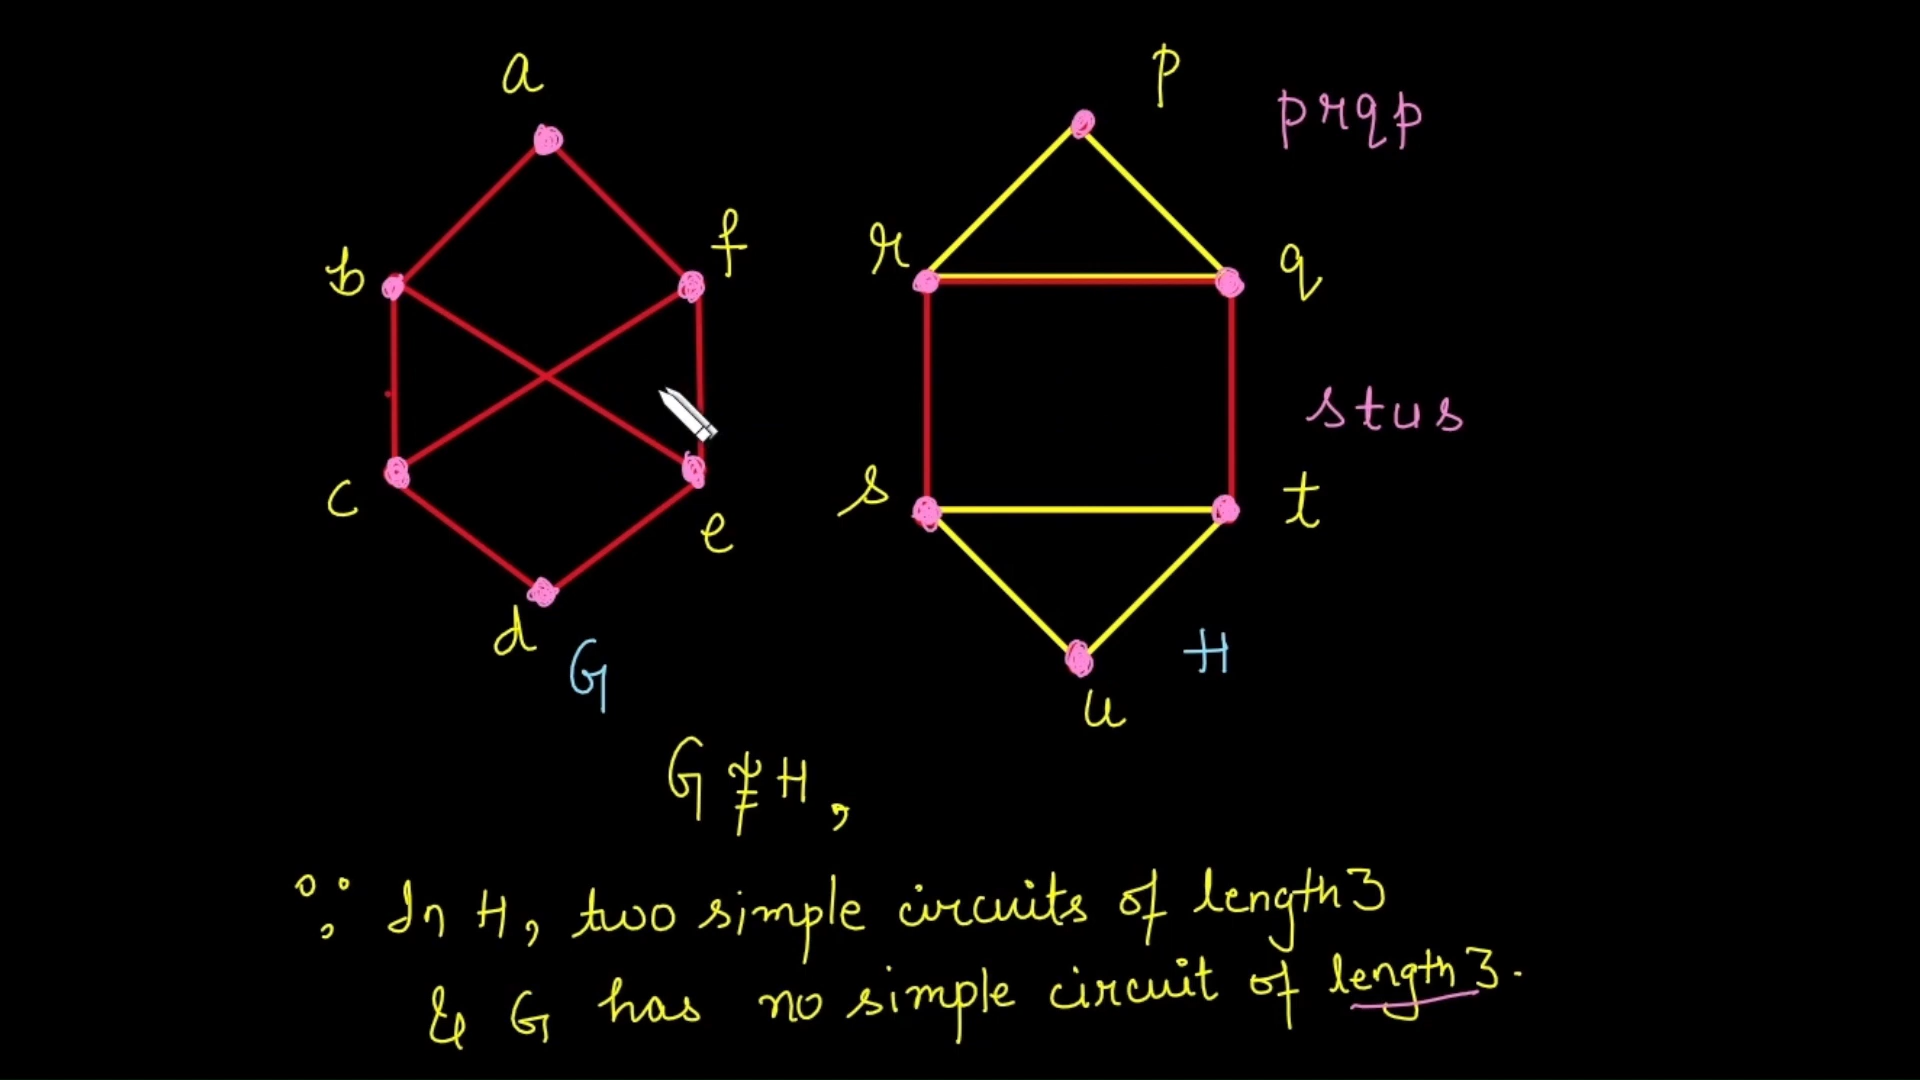 a
p
prqp
b
f
r
q
c
e
s
t
stus
d
G
H
u
G ≇ H,
∵ In H, two simple circuits of length 3
& G has no simple circuit of length 3.